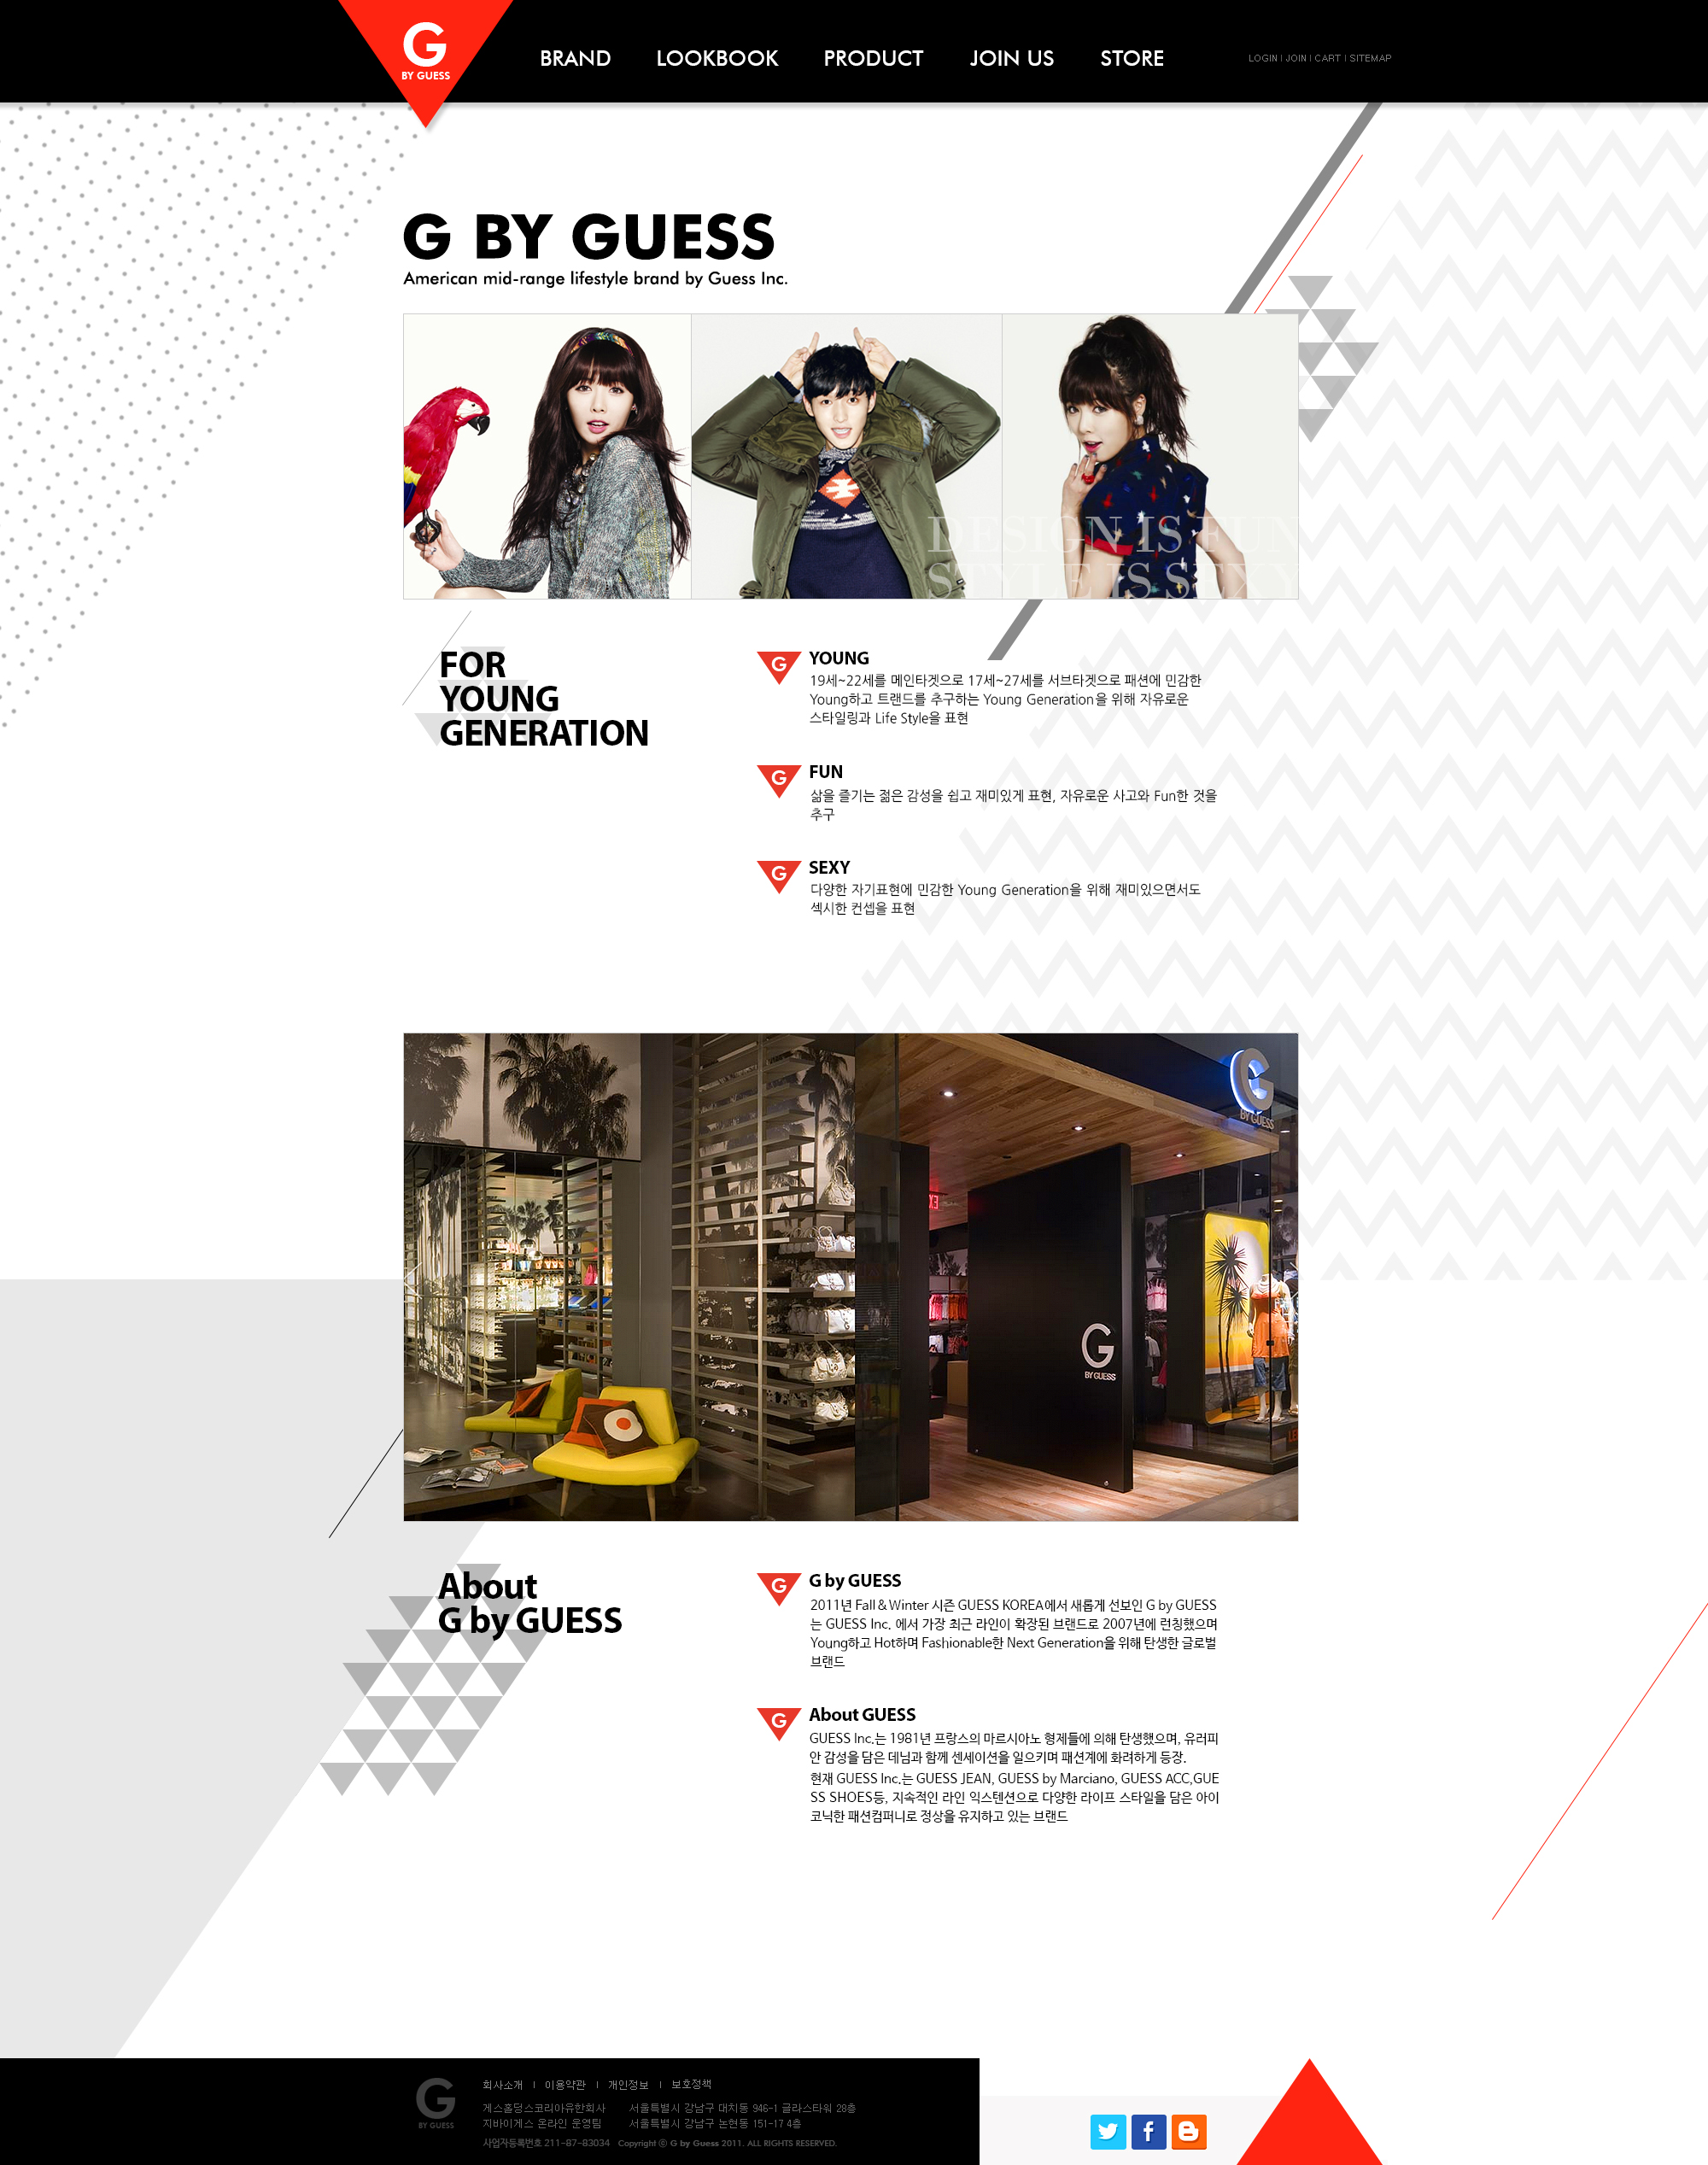 G
BY GUESS
BRAND LOOKBOOK PRODUCT JOIN US STORE
LOGIN | JOIN | CART | SITEMAP
G BY GUESS
American mid-range lifestyle brand by Guess Inc.
DESIGN IS FUN
STYLE IS SEXY
FOR
YOUNG
GENERATION
G
YOUNG
19세~22세를 메인타겟으로 17세~27세를 서브타겟으로 패션에 민감한
Young하고 트랜드를 추구하는 Young Generation을 위해 자유로운
스타일링과 Life Style을 표현
G
FUN
삶을 즐기는 젊은 감성을 쉽고 재미있게 표현, 자유로운 사고와 Fun한 것을
추구
G
SEXY
다양한 자기표현에 민감한 Young Generation을 위해 재미있으면서도
섹시한 컨셉을 표현
G
BY GUESS
G
BY GUESS
About
G by GUESS
G
G by GUESS
2011년 Fall & Winter 시즌 GUESS KOREA에서 새롭게 선보인 G by GUESS
는 GUESS Inc. 에서 가장 최근 라인이 확장된 브랜드로 2007년에 런칭했으며
Young하고 Hot하며 Fashionable한 Next Generation을 위해 탄생한 글로벌
브랜드
G
About GUESS
GUESS Inc.는 1981년 프랑스의 마르시아노 형제들에 의해 탄생했으며, 유러피
안 감성을 담은 데님과 함께 센세이션을 일으키며 패션계에 화려하게 등장.
현재 GUESS Inc.는 GUESS JEAN, GUESS by Marciano, GUESS ACC,GUE
SS SHOES등, 지속적인 라인 익스텐션으로 다양한 라이프 스타일을 담은 아이
코닉한 패션컴퍼니로 정상을 유지하고 있는 브랜드
G
BY GUESS
회사소개 | 이용약관 | 개인정보 | 보호정책
게스홀딩스코리아유한회사 서울특별시 강남구 대치동 946-1 글라스타워 28층
지바이게스 온라인 운영팀 서울특별시 강남구 논현동 151-17 4층
사업자등록번호 211-87-83034 Copyright ⓒ G by Guess 2011. ALL RIGHTS RESERVED.